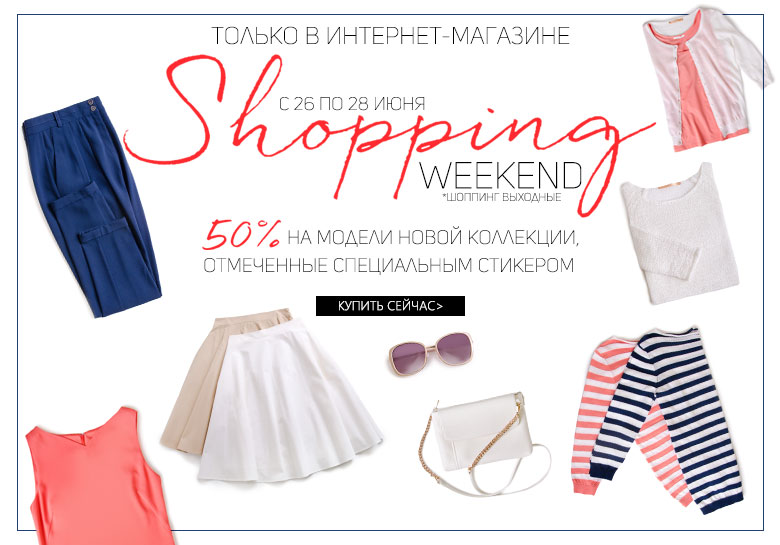 ТОЛЬКО В ИНТЕРНЕТ-МАГАЗИНЕ
С 26 ПО 28 ИЮНЯ
Shopping
WEEKEND
*ШОППИНГ ВЫХОДНЫЕ
50% НА МОДЕЛИ НОВОЙ КОЛЛЕКЦИИ,
ОТМЕЧЕННЫЕ СПЕЦИАЛЬНЫМ СТИКЕРОМ
КУПИТЬ СЕЙЧАС>